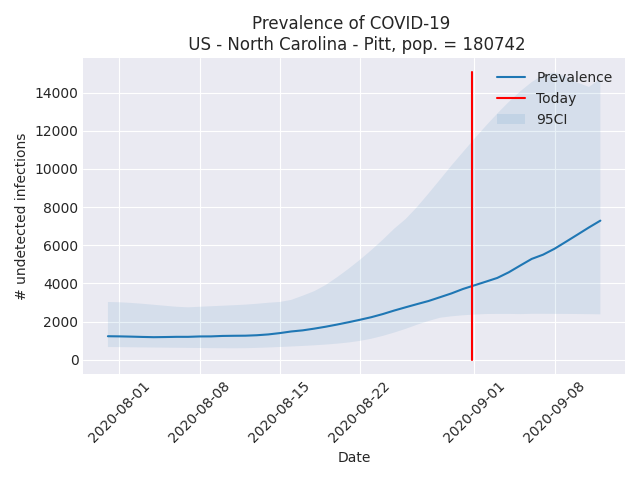 Prevalence of COVID-19
US - North Carolina - Pitt, pop. = 180742
Prevalence
Today
95CI
# undetected infections
14000
12000
10000
8000
6000
4000
2000
0
2020-08-01
2020-08-08
2020-08-15
2020-08-22
2020-09-01
2020-09-08
Date